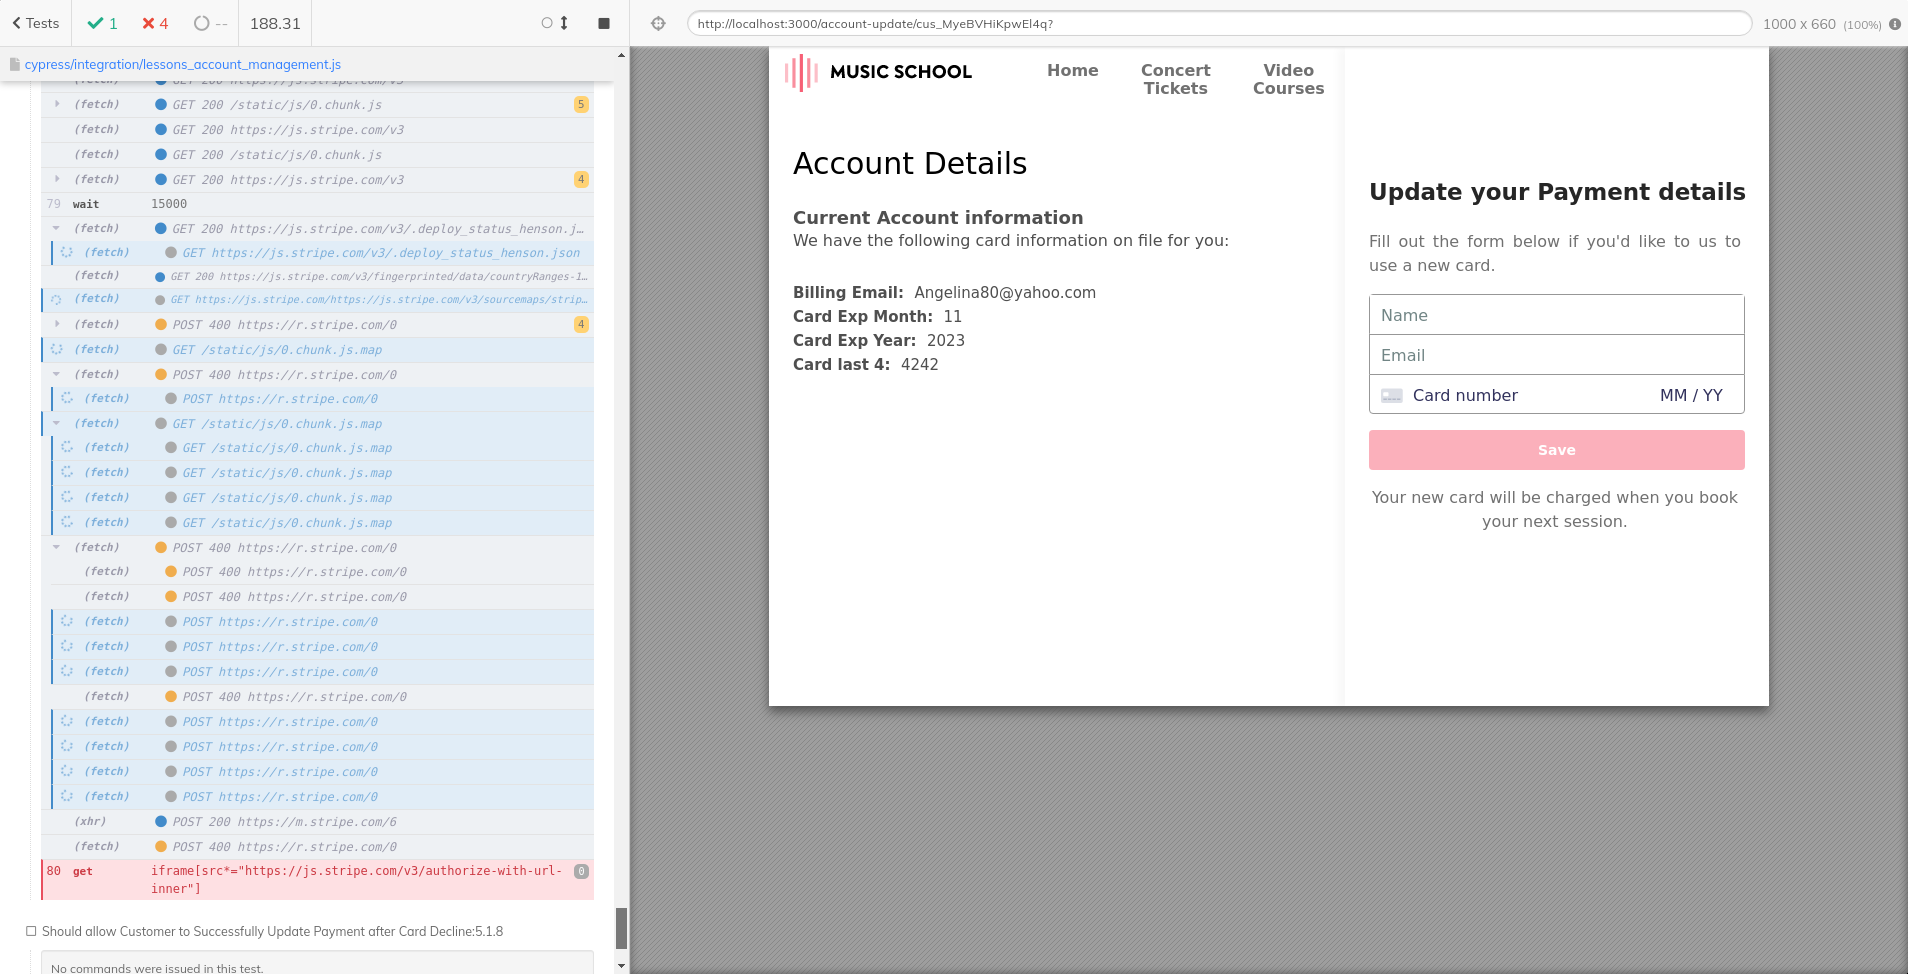 Tests
1
4
--
188.31
cypress/integration/lessons_account_management.js
(fetch) GET 200 https://js.stripe.com/v3
(fetch) GET 200 /static/js/0.chunk.js 5
(fetch) GET 200 https://js.stripe.com/v3
(fetch) GET 200 /static/js/0.chunk.js
(fetch) GET 200 https://js.stripe.com/v3 4
79 wait 15000
(fetch) GET 200 https://js.stripe.com/v3/.deploy_status_henson.j…
(fetch) GET https://js.stripe.com/v3/.deploy_status_henson.json
(fetch) GET 200 https://js.stripe.com/v3/fingerprinted/data/countryRanges-1…
(fetch) GET https://js.stripe.com/https://js.stripe.com/v3/sourcemaps/strip…
(fetch) POST 400 https://r.stripe.com/0 4
(fetch) GET /static/js/0.chunk.js.map
(fetch) POST 400 https://r.stripe.com/0
(fetch) POST https://r.stripe.com/0
(fetch) GET /static/js/0.chunk.js.map
(fetch) GET /static/js/0.chunk.js.map
(fetch) GET /static/js/0.chunk.js.map
(fetch) GET /static/js/0.chunk.js.map
(fetch) GET /static/js/0.chunk.js.map
(fetch) POST 400 https://r.stripe.com/0
(fetch) POST 400 https://r.stripe.com/0
(fetch) POST 400 https://r.stripe.com/0
(fetch) POST https://r.stripe.com/0
(fetch) POST https://r.stripe.com/0
(fetch) POST https://r.stripe.com/0
(fetch) POST 400 https://r.stripe.com/0
(fetch) POST https://r.stripe.com/0
(fetch) POST https://r.stripe.com/0
(fetch) POST https://r.stripe.com/0
(fetch) POST https://r.stripe.com/0
(xhr) POST 200 https://m.stripe.com/6
(fetch) POST 400 https://r.stripe.com/0
80 get iframe[src*="https://js.stripe.com/v3/authorize-with-url- 0
inner"]
Should allow Customer to Successfully Update Payment after Card Decline:5.1.8
No commands were issued in this test.
http://localhost:3000/account-update/cus_MyeBVHiKpwEl4q?
1000 x 660 (100%)
MUSIC SCHOOL
Home
Concert
Tickets
Video
Courses
Account Details
Current Account information
We have the following card information on file for you:
Billing Email: Angelina80@yahoo.com
Card Exp Month: 11
Card Exp Year: 2023
Card last 4: 4242
Update your Payment details
Fill out the form below if you'd like to us to
use a new card.
Name
Email
Card number MM / YY
Save
Your new card will be charged when you book
your next session.